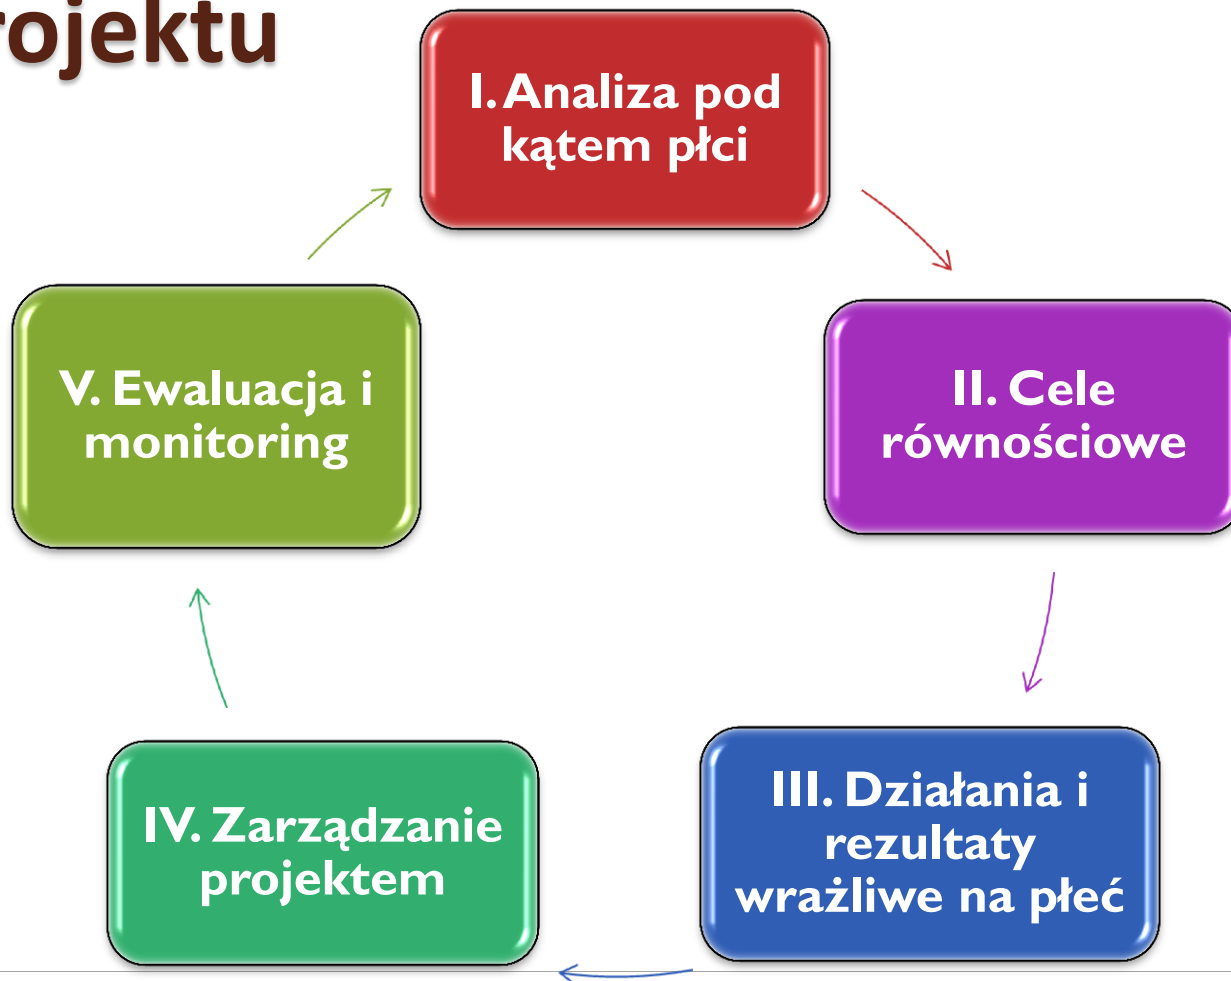 rojektu
I. Analiza pod
kątem płci
II. Cele
równościowe
III. Działania i
rezultaty
wrażliwe na płeć
IV. Zarządzanie
projektem
V. Ewaluacja i
monitoring